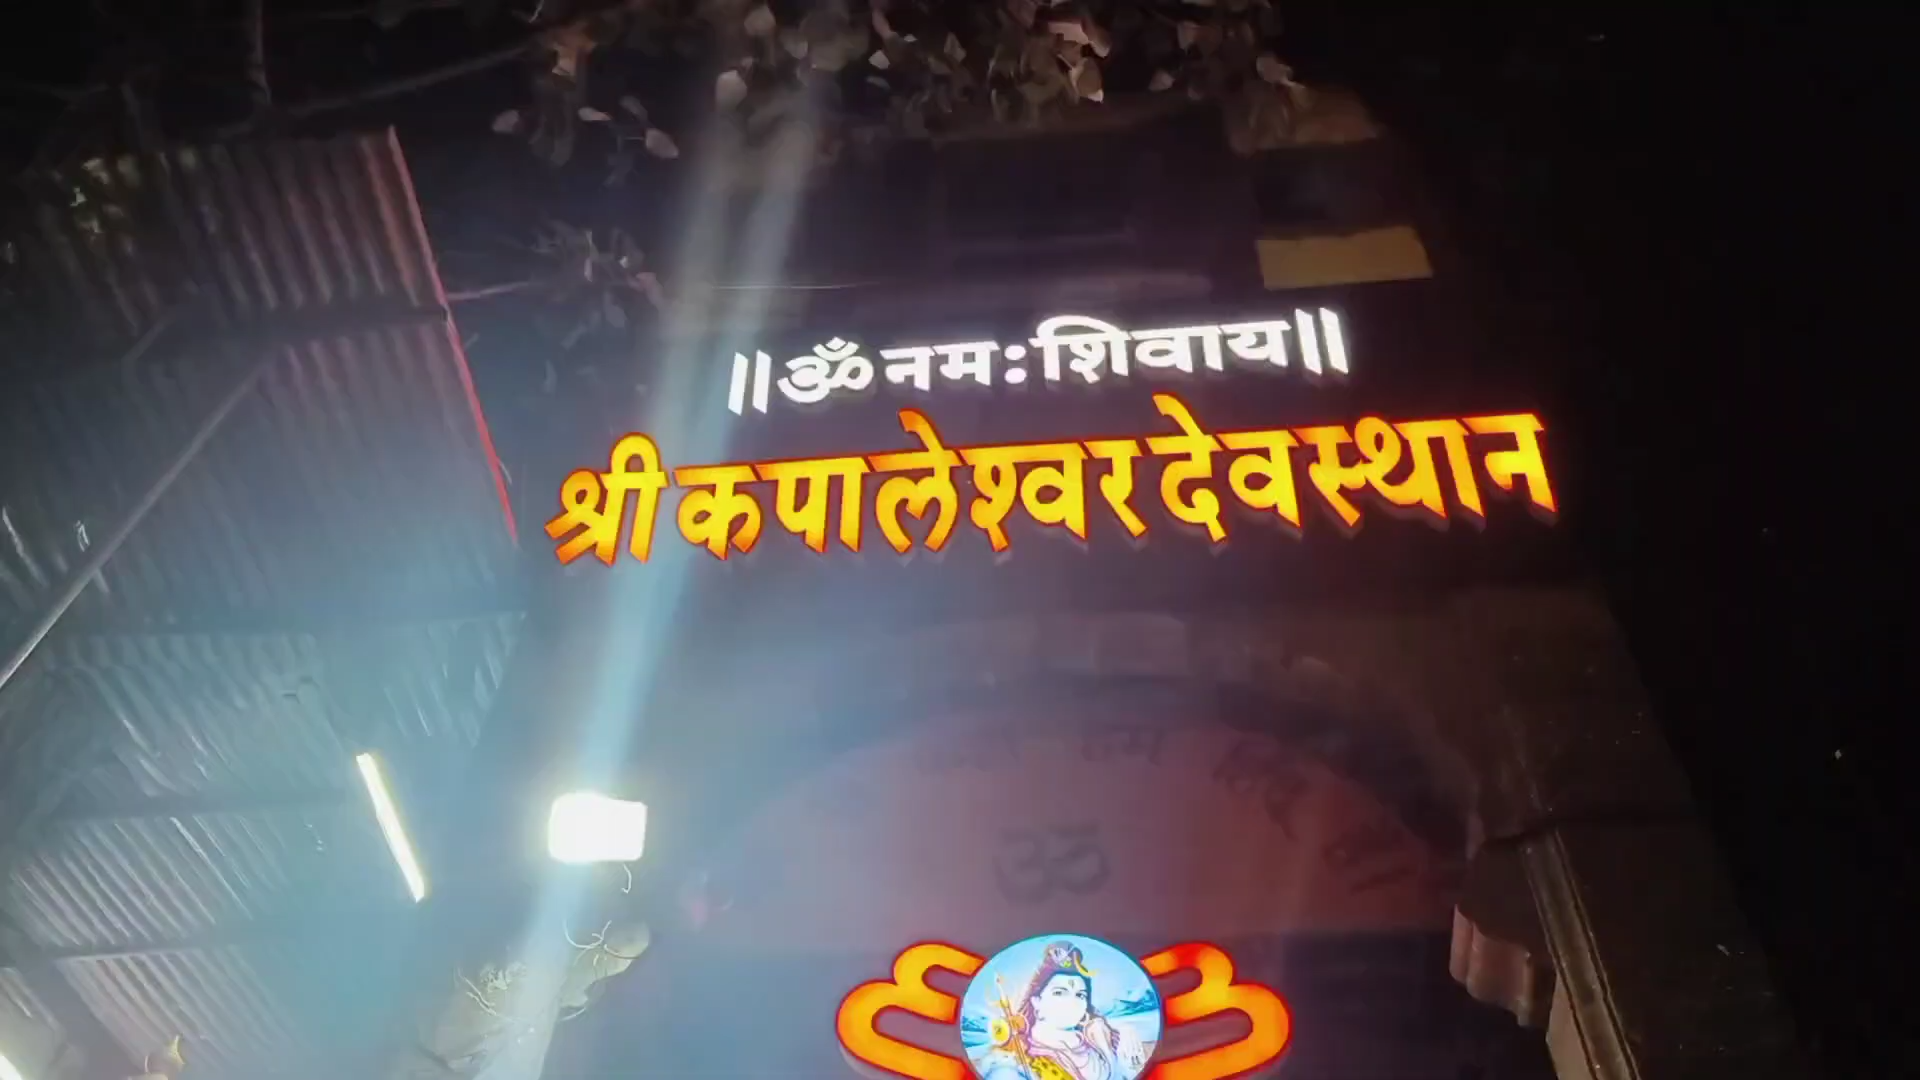 ॥ॐ नमः शिवाय॥
श्री कपालेश्वर देवस्थान
ॐ